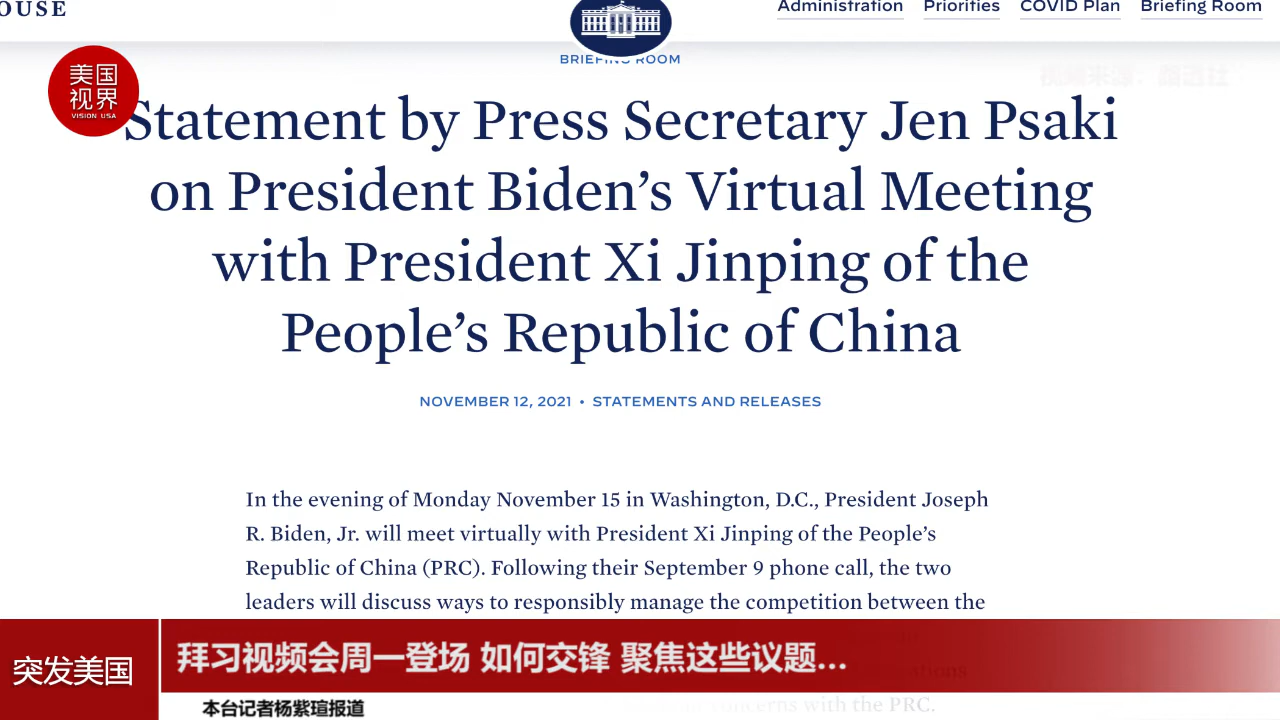 OUSE
Administration Priorities COVID Plan Briefing Room
BRIEFING ROOM
美国
视界
VISION USA
Statement by Press Secretary Jen Psaki
on President Biden’s Virtual Meeting
with President Xi Jinping of the
People’s Republic of China
NOVEMBER 12, 2021 • STATEMENTS AND RELEASES
In the evening of Monday November 15 in Washington, D.C., President Joseph
R. Biden, Jr. will meet virtually with President Xi Jinping of the People’s
Republic of China (PRC). Following their September 9 phone call, the two
leaders will discuss ways to responsibly manage the competition between the
突发美国
拜习视频会周一登场 如何交锋 聚焦这些议题...
本台记者杨紫瑄报道
concerns with the PRC.